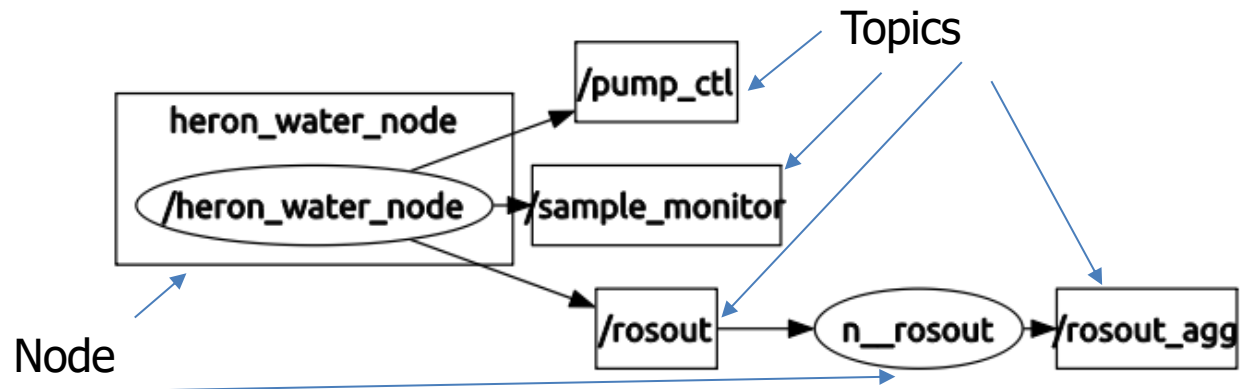 Topics
/pump_ctl
heron_water_node
/heron_water_node
/sample_monitor
/rosout
n__rosout
/rosout_agg
Node